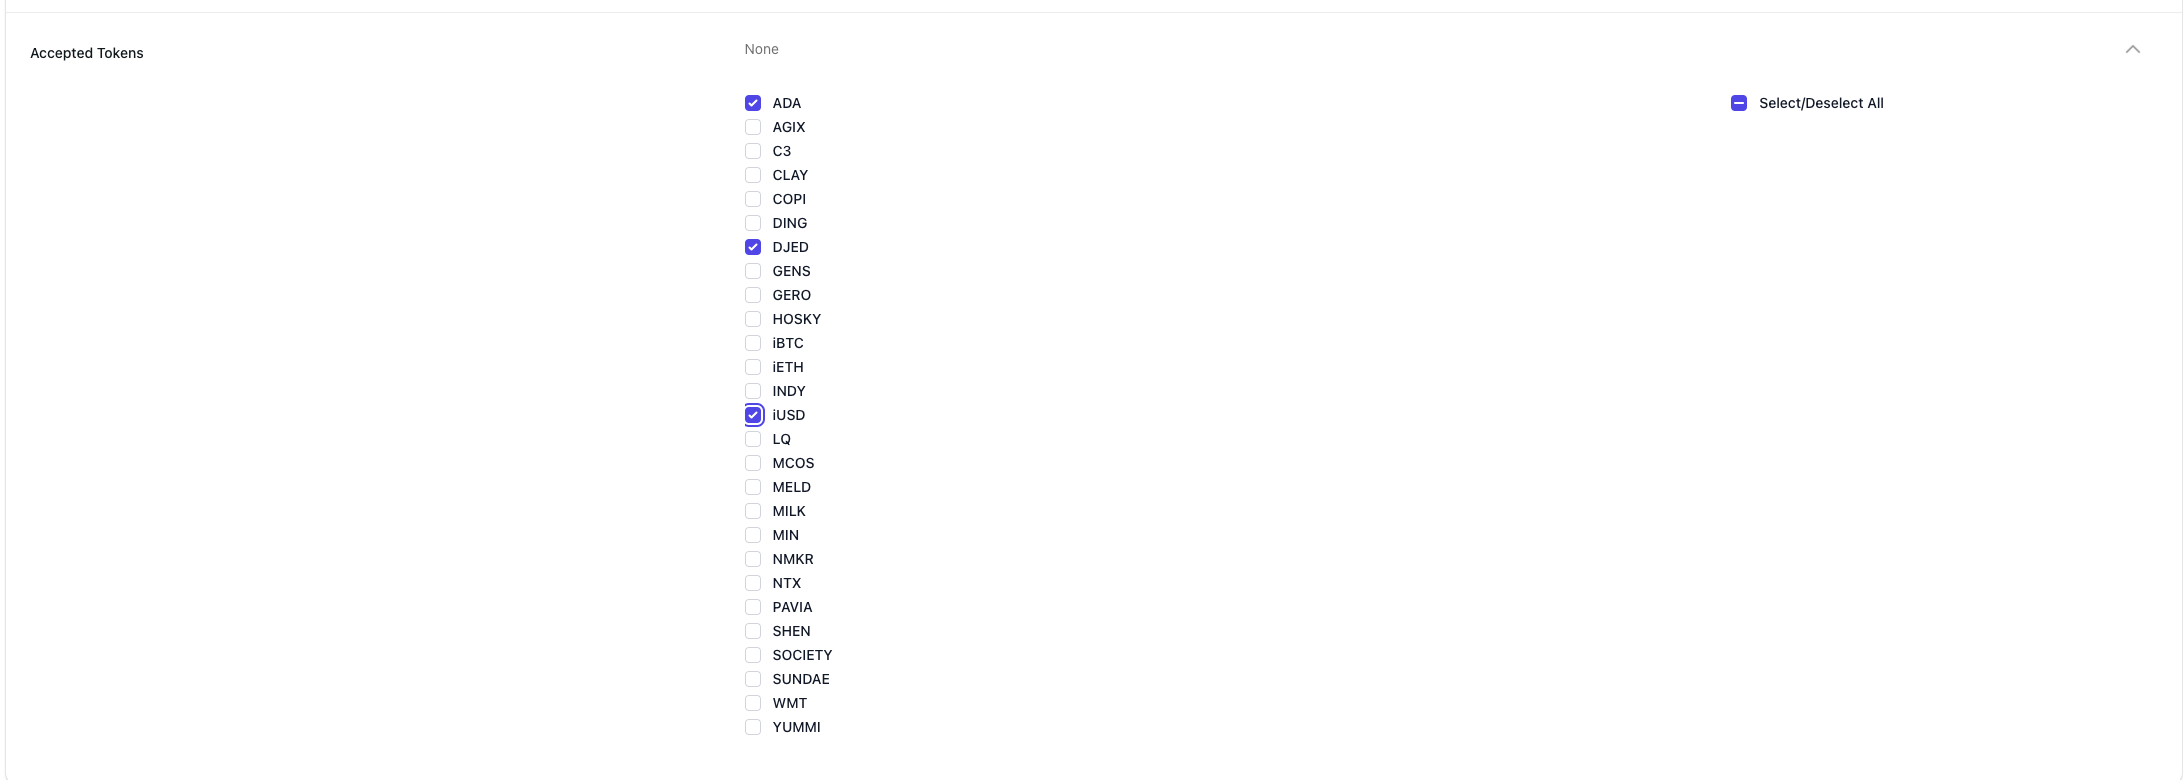 Accepted Tokens
None
ADA
Select/Deselect All
AGIX
C3
CLAY
COPI
DING
DJED
GENS
GERO
HOSKY
iBTC
iETH
INDY
iUSD
LQ
MCOS
MELD
MILK
MIN
NMKR
NTX
PAVIA
SHEN
SOCIETY
SUNDAE
WMT
YUMMI